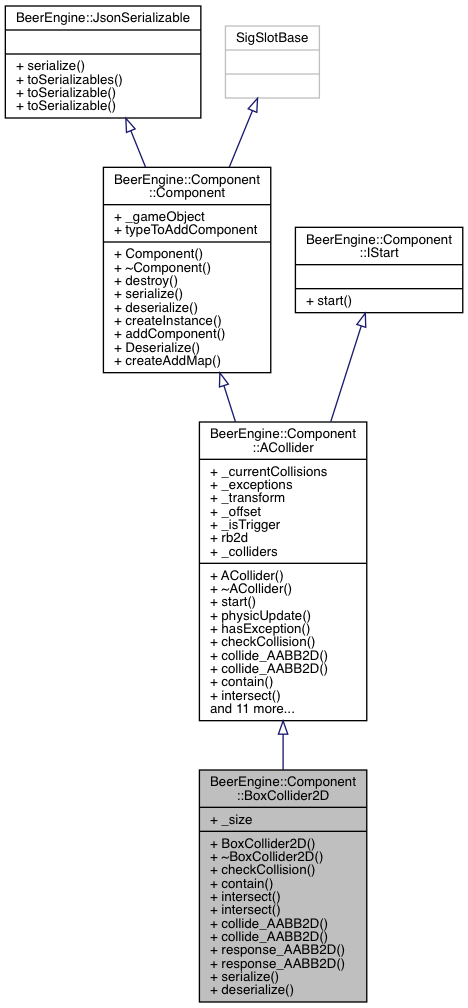 BeerEngine::JsonSerializable
+ serialize()
+ toSerializables()
+ toSerializable()
+ toSerializable()
SigSlotBase
BeerEngine::Component
::Component
+ _gameObject
+ typeToAddComponent
+ Component()
+ ~Component()
+ destroy()
+ serialize()
+ deserialize()
+ createInstance()
+ addComponent()
+ Deserialize()
+ createAddMap()
BeerEngine::Component
::IStart
+ start()
BeerEngine::Component
::ACollider
+ _currentCollisions
+ _exceptions
+ _transform
+ _offset
+ _isTrigger
+ rb2d
+ _colliders
+ ACollider()
+ ~ACollider()
+ start()
+ physicUpdate()
+ hasException()
+ checkCollision()
+ collide_AABB2D()
+ collide_AABB2D()
+ contain()
+ intersect()
and 11 more...
BeerEngine::Component
::BoxCollider2D
+ _size
+ BoxCollider2D()
+ ~BoxCollider2D()
+ checkCollision()
+ contain()
+ intersect()
+ intersect()
+ collide_AABB2D()
+ collide_AABB2D()
+ response_AABB2D()
+ response_AABB2D()
+ serialize()
+ deserialize()